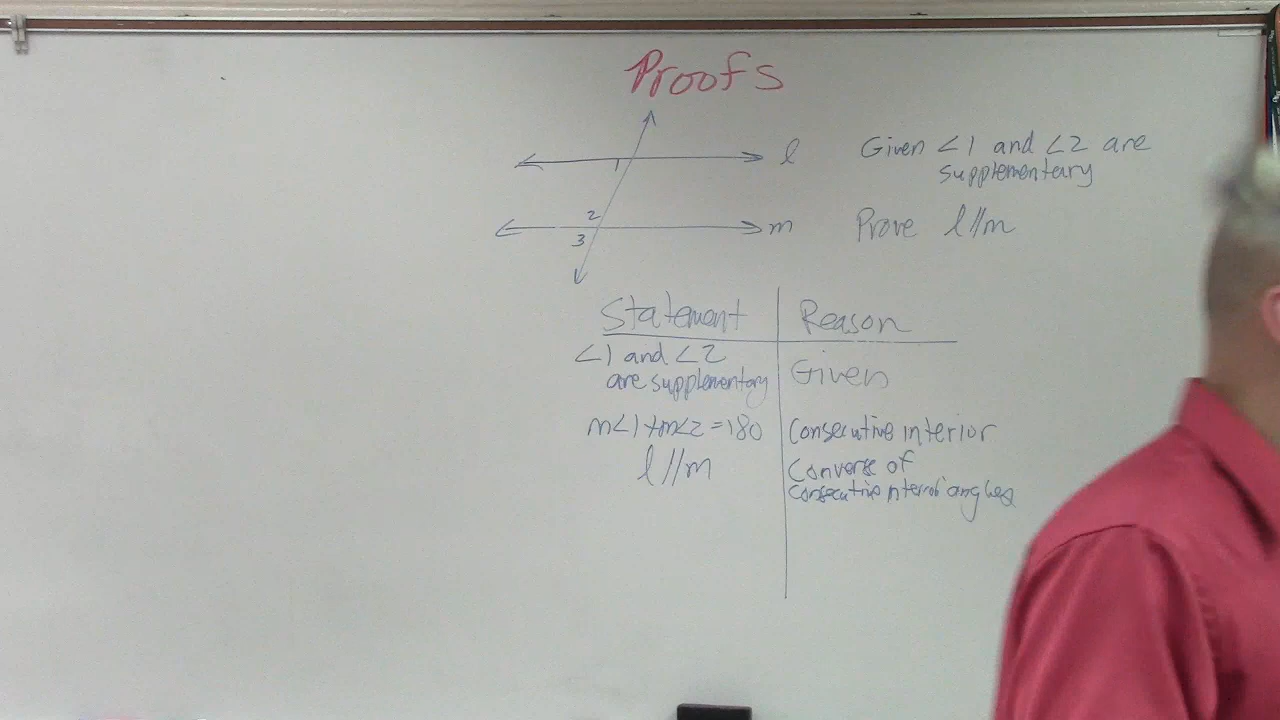 Proofs
1
l
Given ∠1 and ∠2 are
supplementary
2
m
3
Prove l//m
Statement
Reason
∠1 and ∠2
are supplementary
Given
m∠1+m∠2=180
Consecutive interior
l//m
Converse of
consecutive interior angles